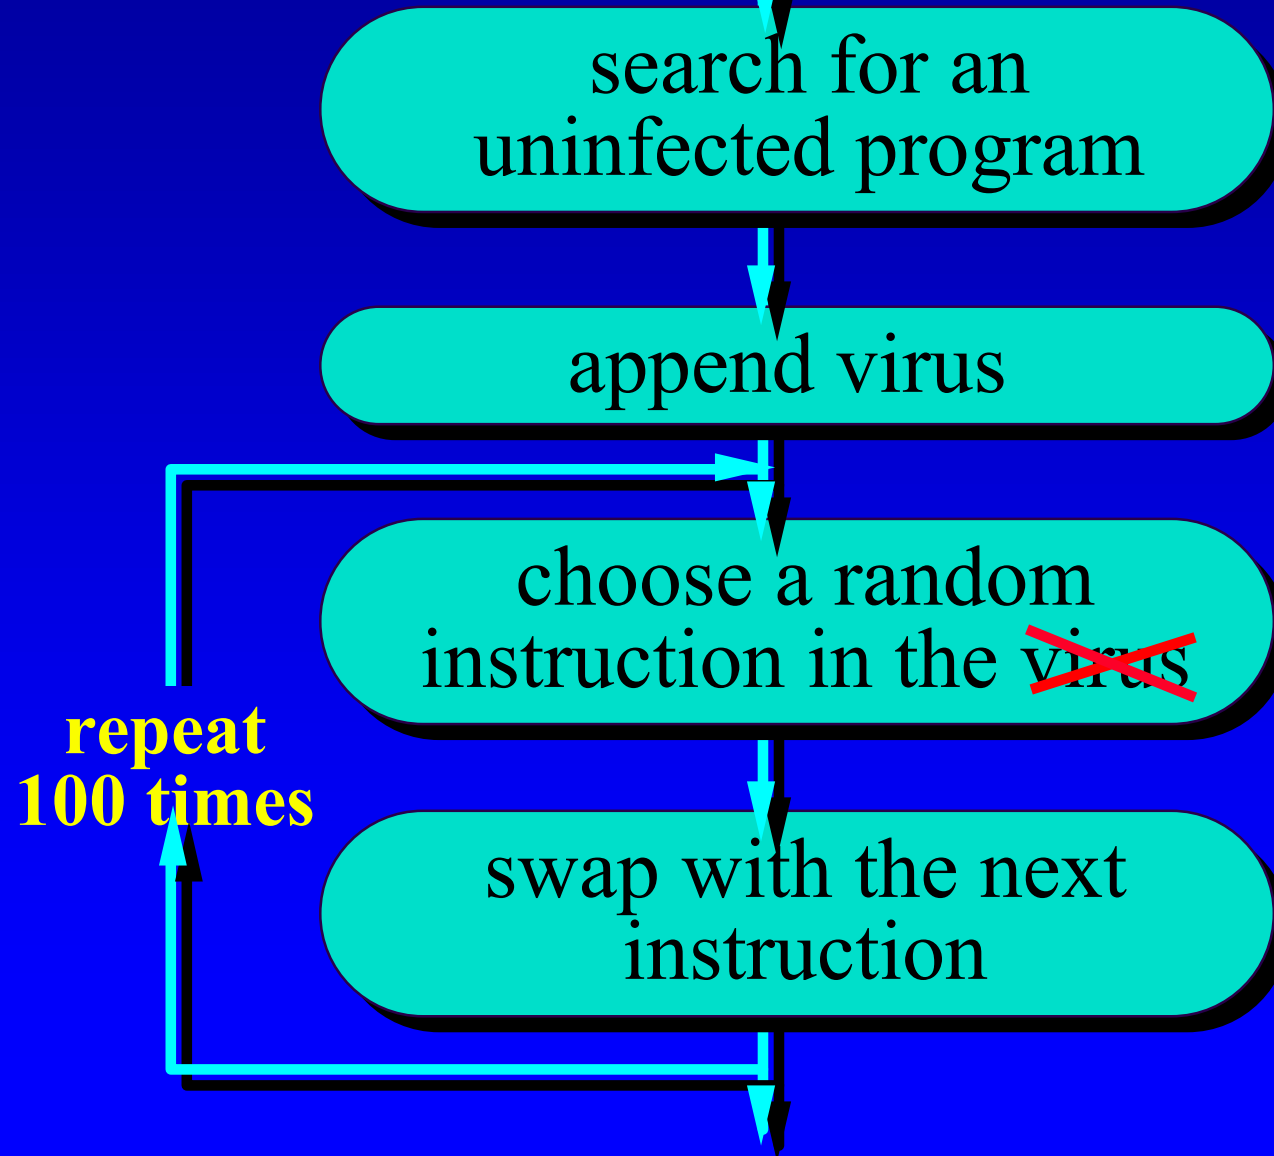 search for an
uninfected program
append virus
choose a random
instruction in the virus
repeat
100 times
swap with the next
instruction